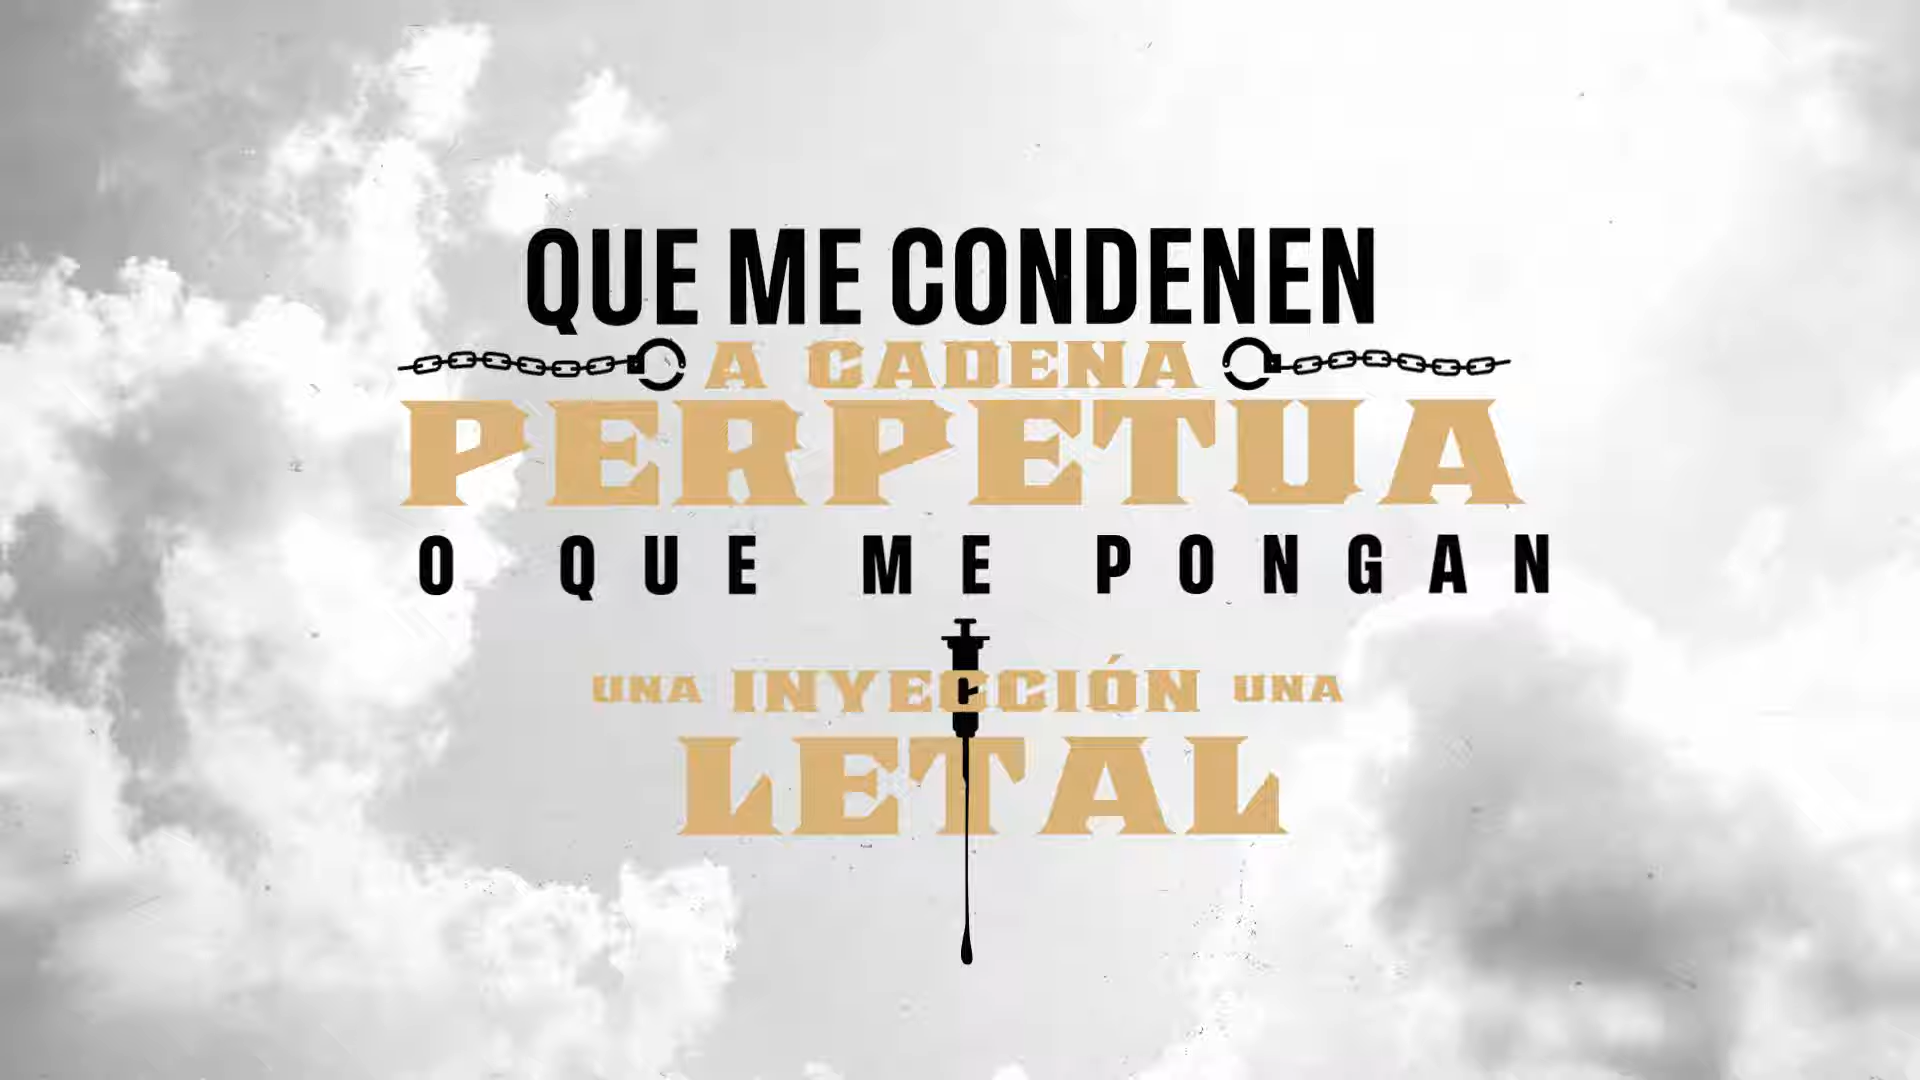 QUE ME CONDENEN
A CADENA
PERPETUA
O QUE ME PONGAN
UNA INYECCIÓN UNA
LETAL